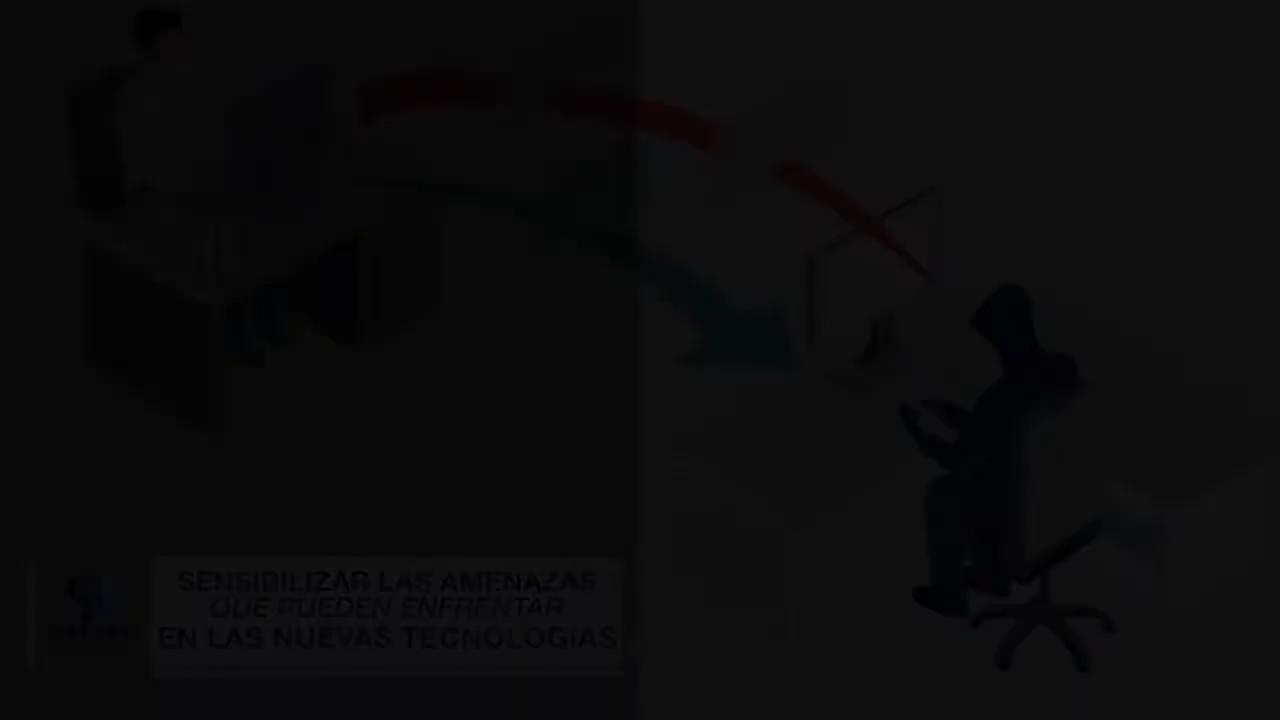 SENSIBILIZAR LAS AMENAZAS
QUE PUEDEN ENFRENTAR
EN LAS NUEVAS TECNOLOGIAS